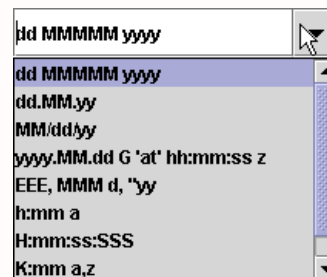 dd MMMMM yyyy
dd MMMMM yyyy
dd.MM.yy
MM/dd/yy
yyyy.MM.dd G 'at' hh:mm:ss z
EEE, MMM d, ''yy
h:mm a
H:mm:ss:SSS
K:mm a,z